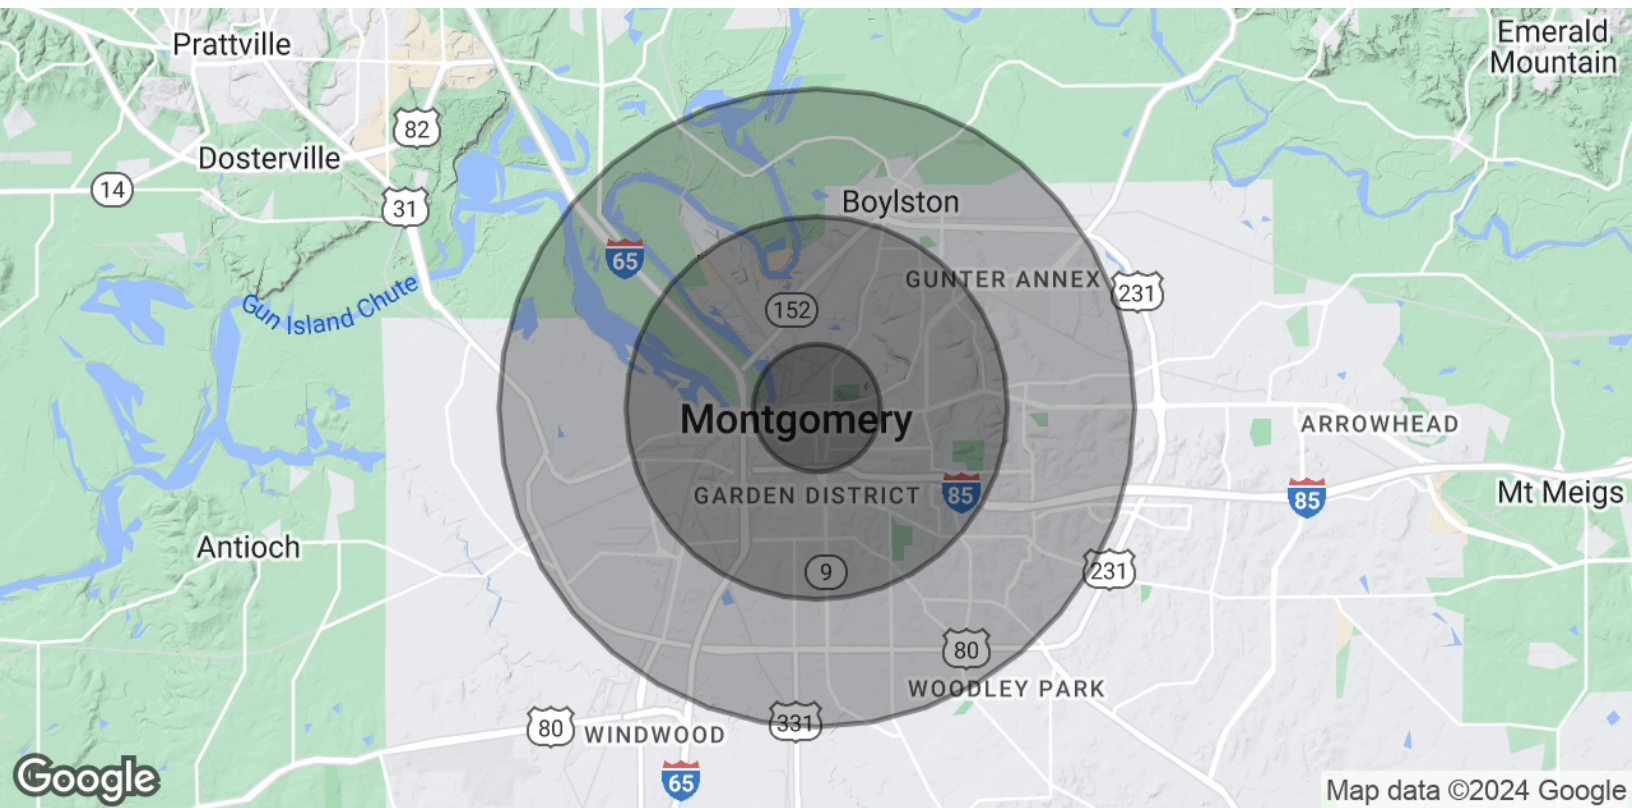 Prattville
Emerald
Mountain
82
Dosterville
14
31
Boylston
65
GUNTER ANNEX
231
Gun Island Chute
152
Montgomery
ARROWHEAD
GARDEN DISTRICT
85
85
Mt Meigs
Antioch
9
231
80
WOODLEY PARK
80
WINDWOOD
331
65
Google
Map data ©2024 Google